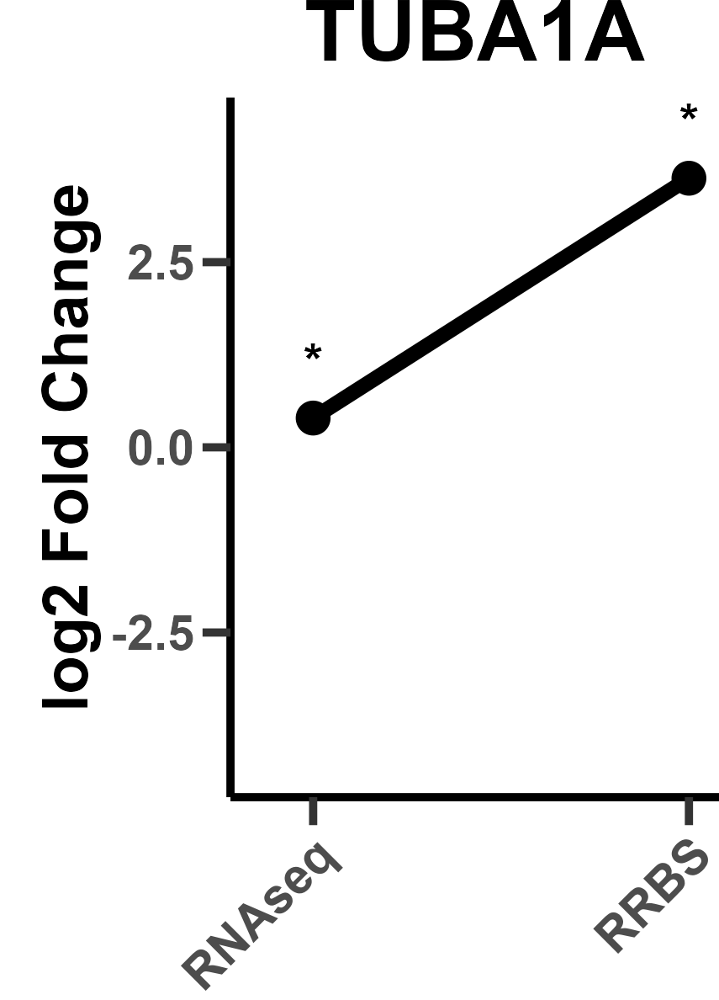 TUBA1A
*
2.5
*
0.0
-2.5
log2 Fold Change
RNAseq
RRBS